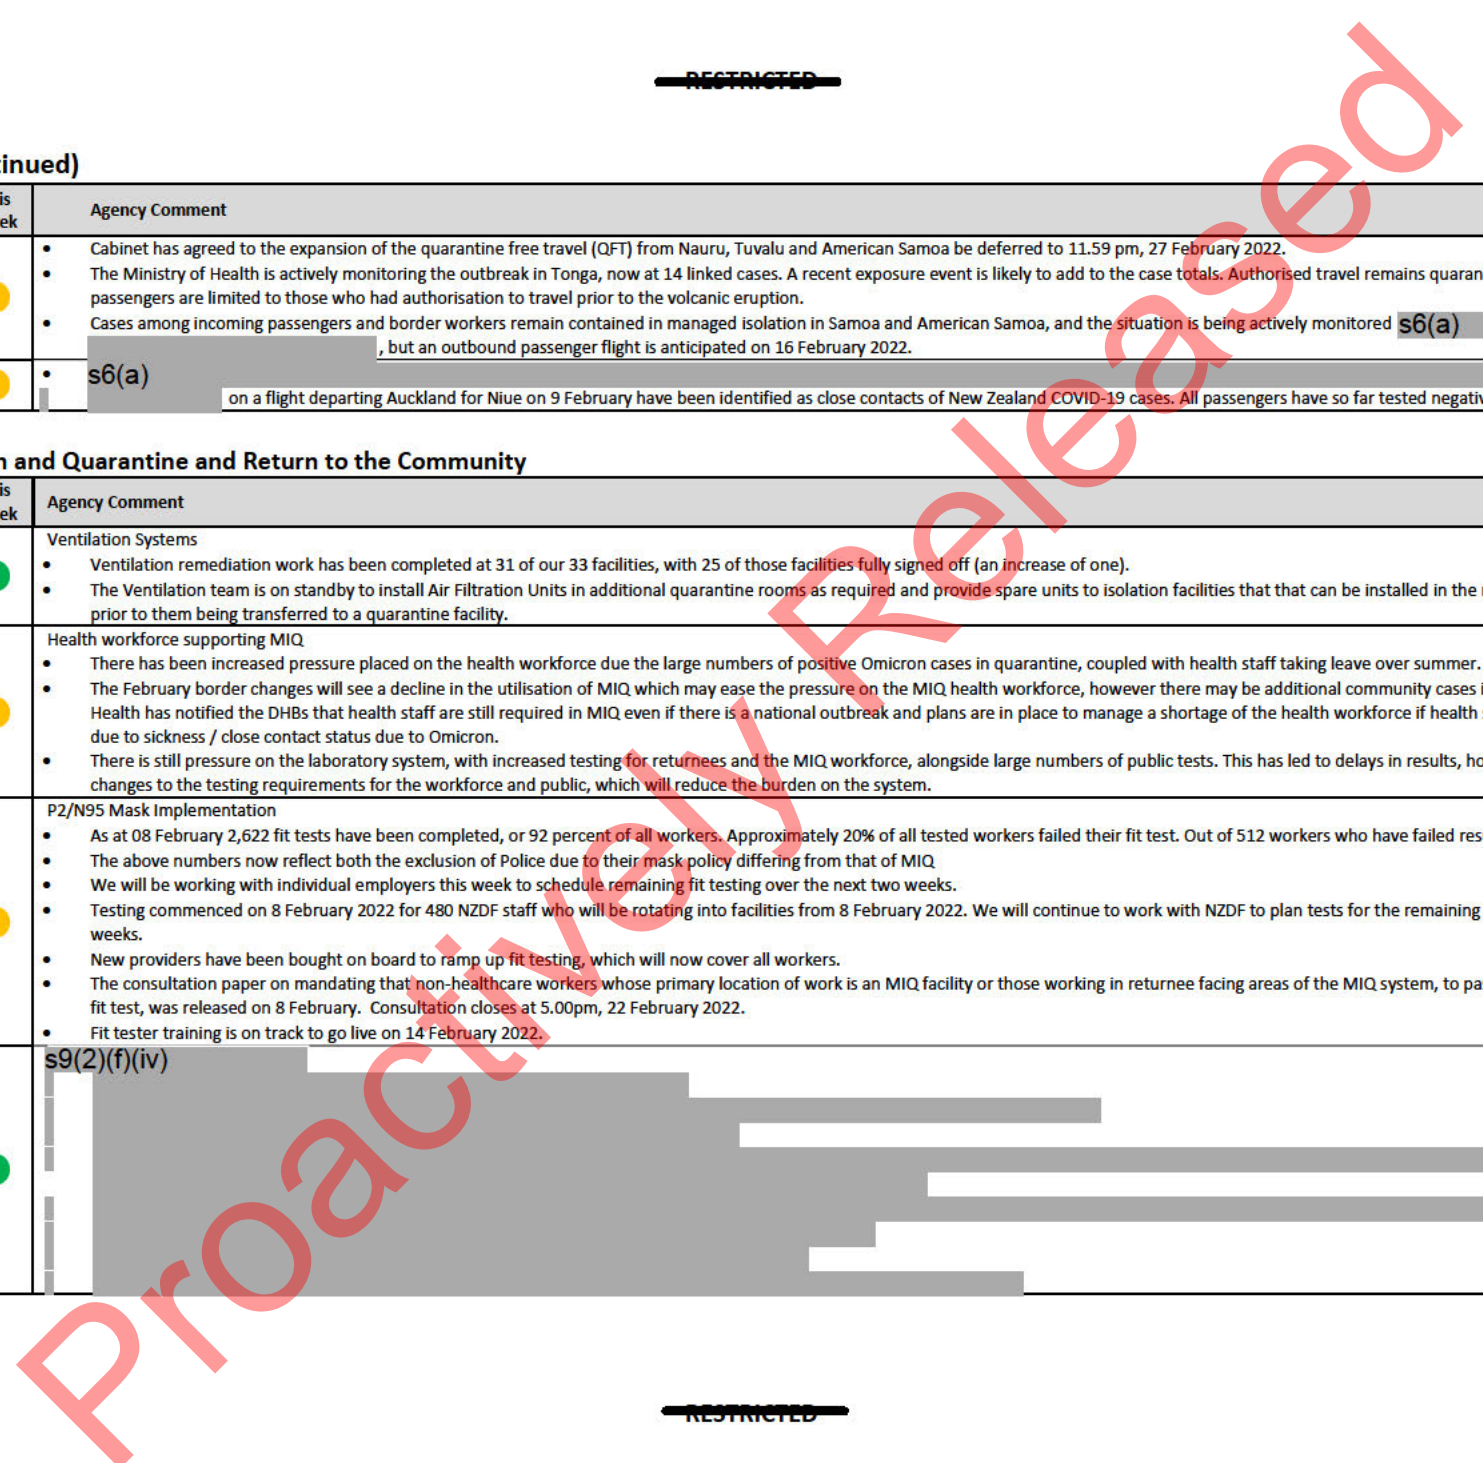 RESTRICTED
tinued)
is
ek
Agency Comment
• Cabinet has agreed to the expansion of the quarantine free travel (QFT) from Nauru, Tuvalu and American Samoa be deferred to 11.59 pm, 27 February 2022.
• The Ministry of Health is actively monitoring the outbreak in Tonga, now at 14 linked cases. A recent exposure event is likely to add to the case totals. Authorised travel remains quaran
passengers are limited to those who had authorisation to travel prior to the volcanic eruption.
• Cases among incoming passengers and border workers remain contained in managed isolation in Samoa and American Samoa, and the situation is being actively monitored s6(a)
, but an outbound passenger flight is anticipated on 16 February 2022.
• s6(a)
on a flight departing Auckland for Niue on 9 February have been identified as close contacts of New Zealand COVID-19 cases. All passengers have so far tested negativ
n and Quarantine and Return to the Community
is
ek
Agency Comment
Ventilation Systems
• Ventilation remediation work has been completed at 31 of our 33 facilities, with 25 of those facilities fully signed off (an increase of one).
• The Ventilation team is on standby to install Air Filtration Units in additional quarantine rooms as required and provide spare units to isolation facilities that that can be installed in the
prior to them being transferred to a quarantine facility.
Health workforce supporting MIQ
• There has been increased pressure placed on the health workforce due the large numbers of positive Omicron cases in quarantine, coupled with health staff taking leave over summer.
• The February border changes will see a decline in the utilisation of MIQ which may ease the pressure on the MIQ health workforce, however there may be additional community cases i
Health has notified the DHBs that health staff are still required in MIQ even if there is a national outbreak and plans are in place to manage a shortage of the health workforce if health
due to sickness / close contact status due to Omicron.
• There is still pressure on the laboratory system, with increased testing for returnees and the MIQ workforce, alongside large numbers of public tests. This has led to delays in results, ho
changes to the testing requirements for the workforce and public, which will reduce the burden on the system.
P2/N95 Mask Implementation
• As at 08 February 2,622 fit tests have been completed, or 92 percent of all workers. Approximately 20% of all tested workers failed their fit test. Out of 512 workers who have failed res
• The above numbers now reflect both the exclusion of Police due to their mask policy differing from that of MIQ
• We will be working with individual employers this week to schedule remaining fit testing over the next two weeks.
• Testing commenced on 8 February 2022 for 480 NZDF staff who will be rotating into facilities from 8 February 2022. We will continue to work with NZDF to plan tests for the remaining
weeks.
• New providers have been bought on board to ramp up fit testing, which will now cover all workers.
• The consultation paper on mandating that non-healthcare workers whose primary location of work is an MIQ facility or those working in returnee facing areas of the MIQ system, to pa
fit test, was released on 8 February. Consultation closes at 5.00pm, 22 February 2022.
• Fit tester training is on track to go live on 14 February 2022.
s9(2)(f)(iv)
Proactively Released
RESTRICTED